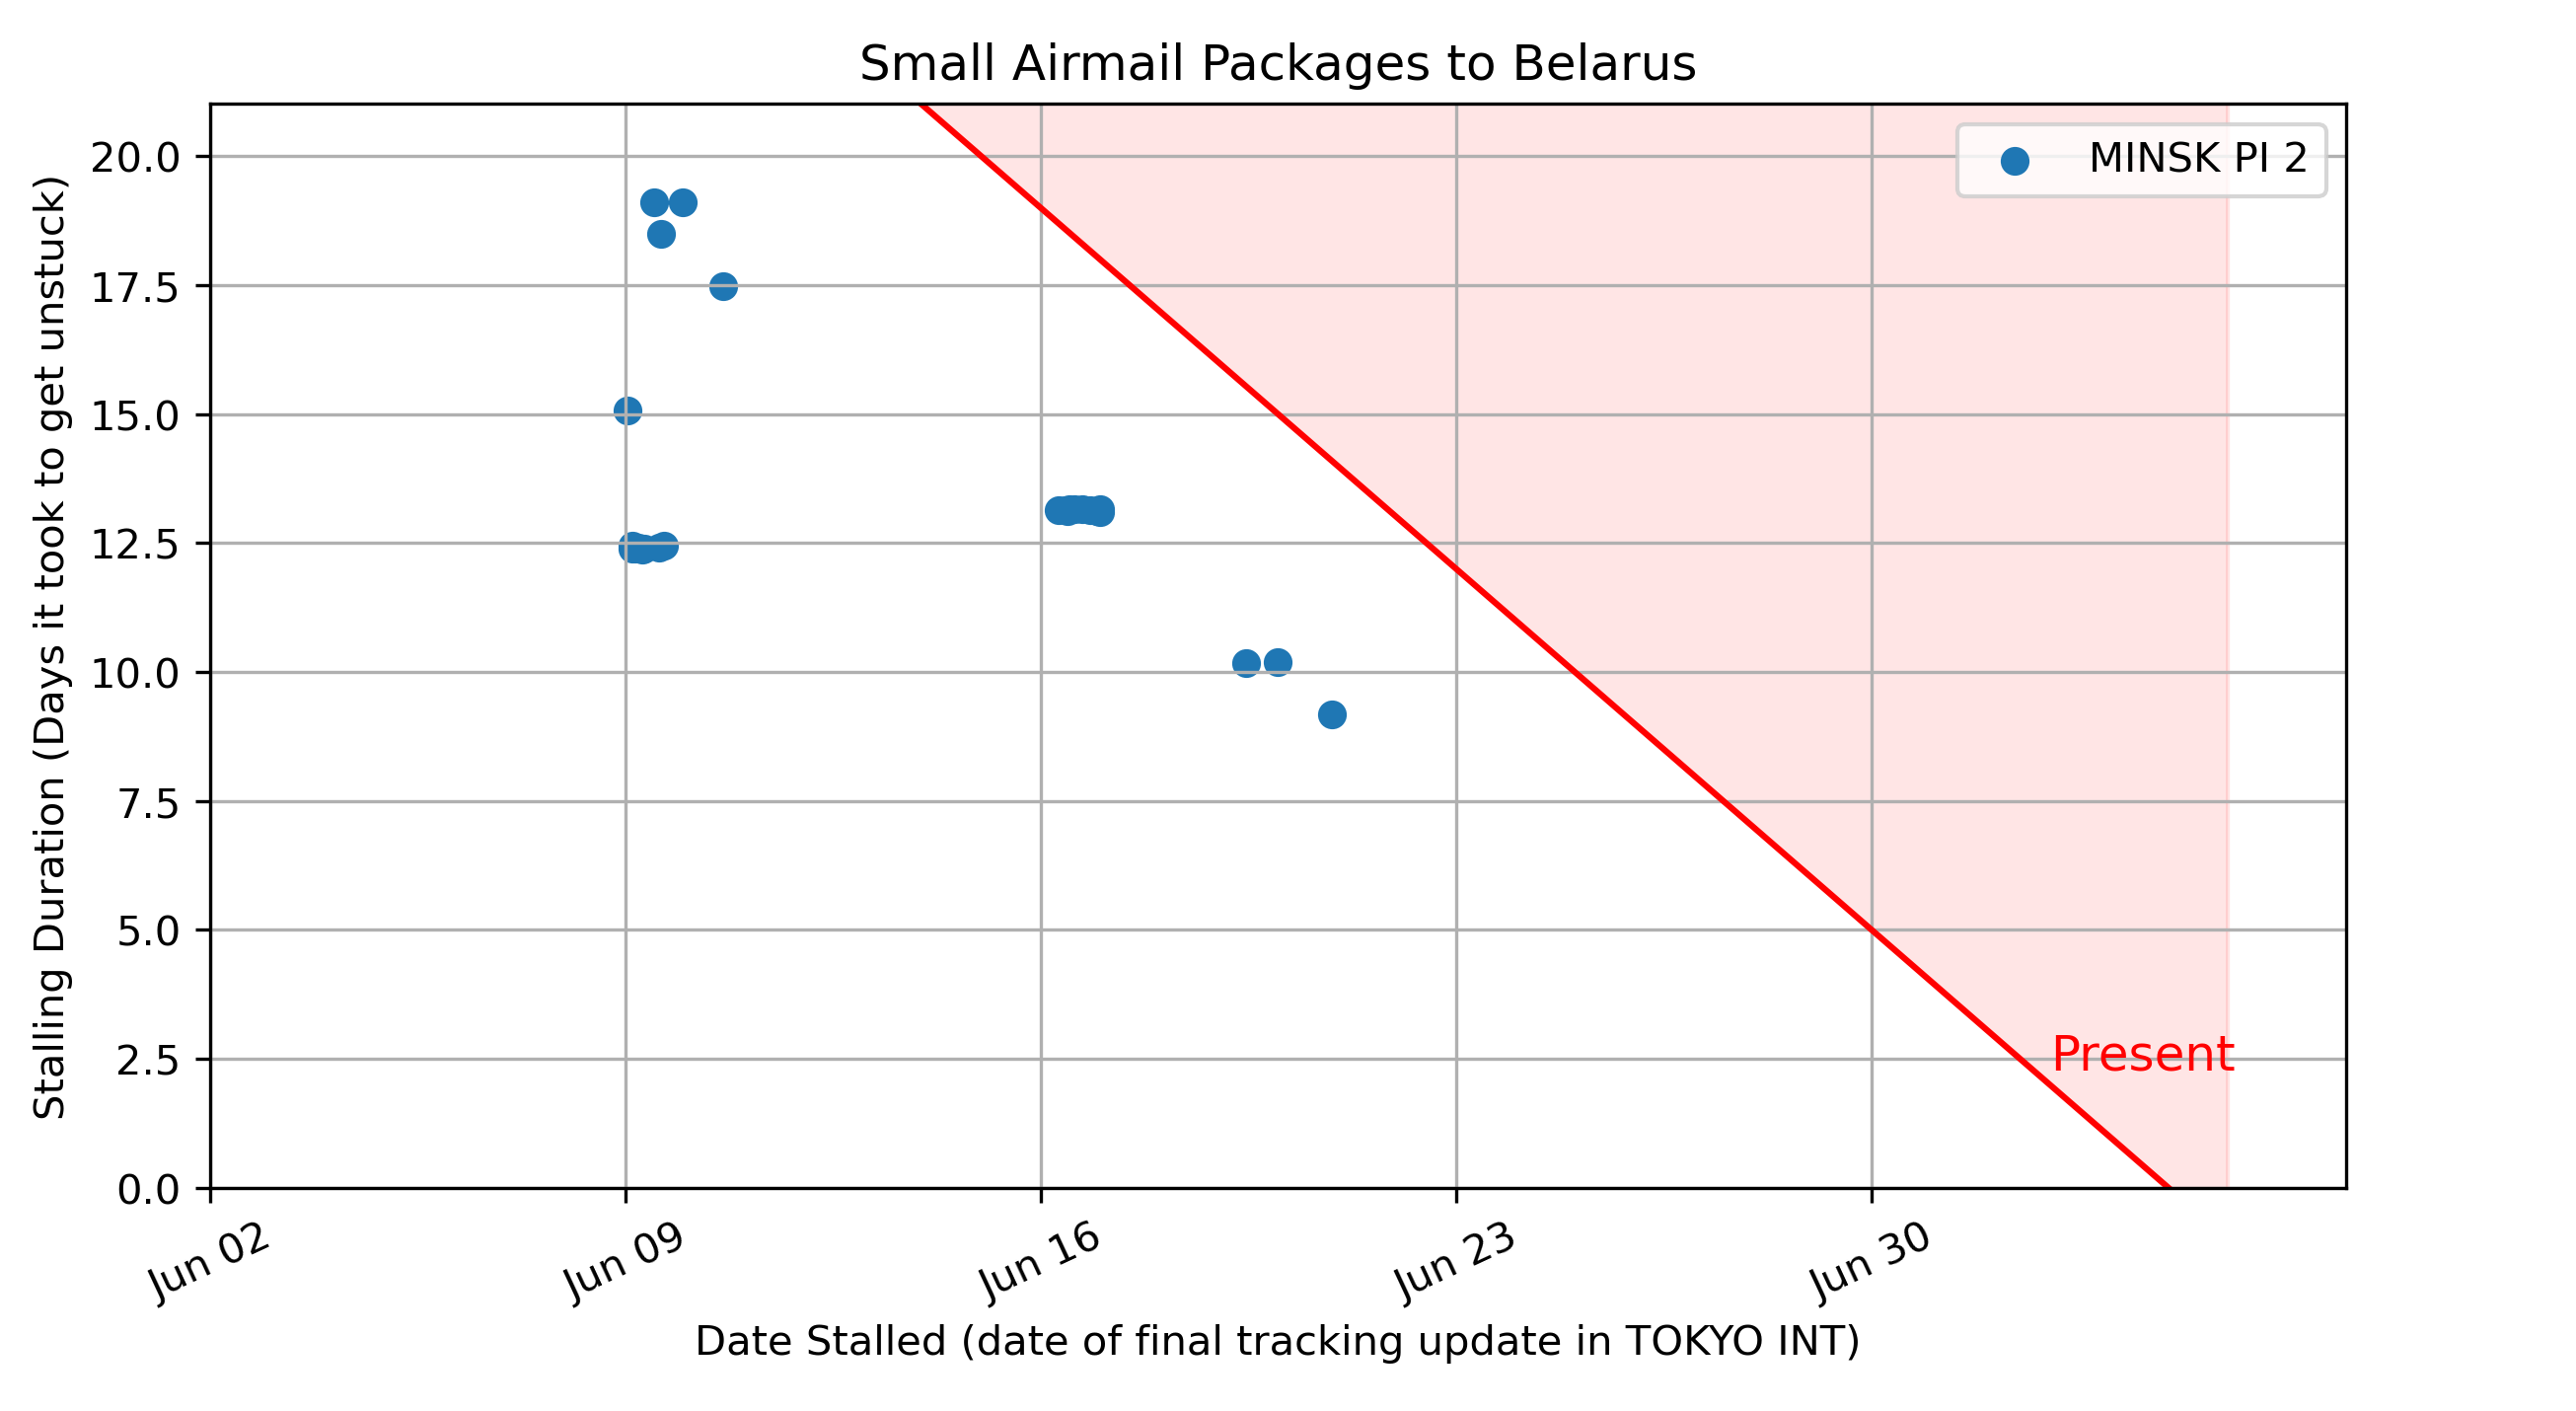 Small Airmail Packages to Belarus
MINSK PI 2
Stalling Duration (Days it took to get unstuck)
20.0
17.5
15.0
12.5
10.0
7.5
5.0
2.5
0.0
Present
Jun 02
Jun 09
Jun 16
Jun 23
Jun 30
Date Stalled (date of final tracking update in TOKYO INT)